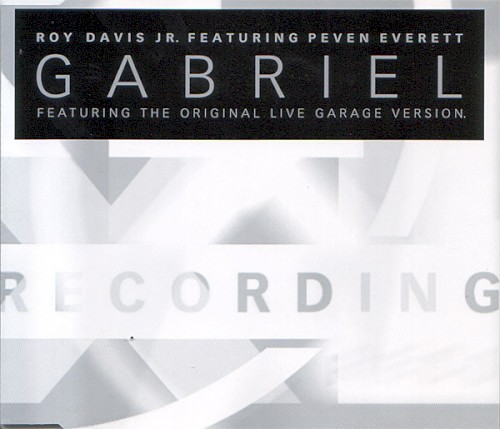 ROY DAVIS JR. FEATURING PEVEN EVERETT
GABRIEL
FEATURING THE ORIGINAL LIVE GARAGE VERSION.
RECORDING